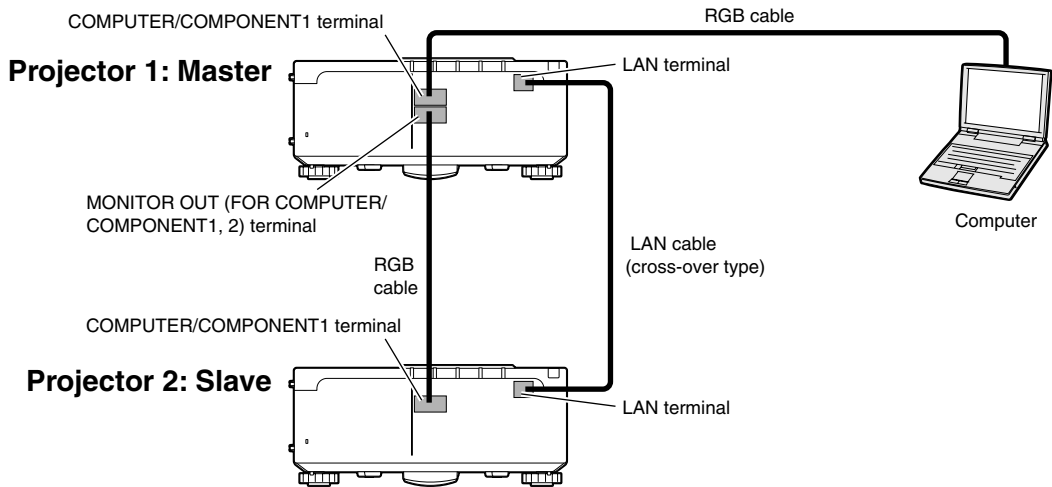 COMPUTER/COMPONENT1 terminal
RGB cable
Projector 1: Master
LAN terminal
MONITOR OUT (FOR COMPUTER/
COMPONENT1, 2) terminal
Computer
LAN cable
(cross-over type)
RGB
cable
COMPUTER/COMPONENT1 terminal
Projector 2: Slave
LAN terminal